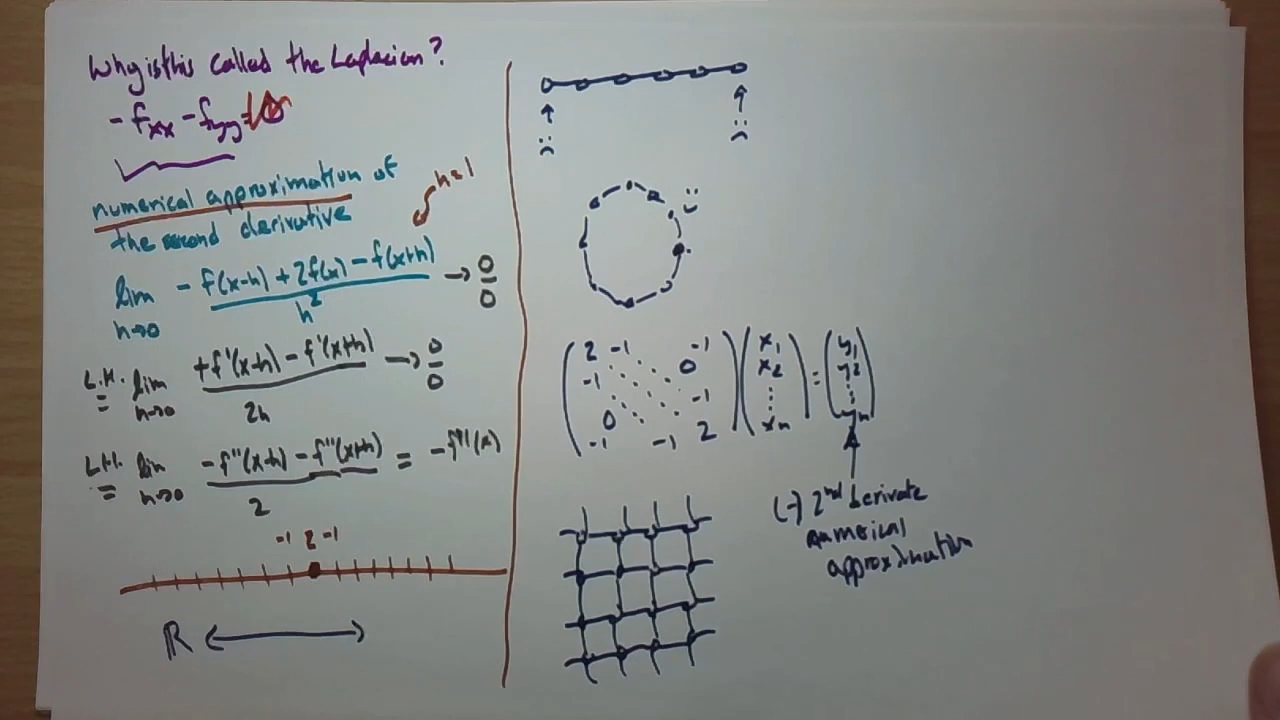 Why is this called the Laplacian?
- fxx - fyy =
numerical approximation of
the second derivative
h=1
lim h→0 - f(x-h) + 2f(x) - f(x+h) / h² → 0/0
L.H. = lim h→0 +f'(x-h) - f'(x+h) / 2h → 0/0
L.H. = lim h→0 -f''(x-h) - f''(x+h) / 2 = -f''(x)
-1 2 -1
ℝ
2 -1 -1 0
-1 -1
0
-1 -1 2
x1 x2 ⋮ xn = y1 y2 ⋮ yn
(-) 2nd derivate
numerical
approximation